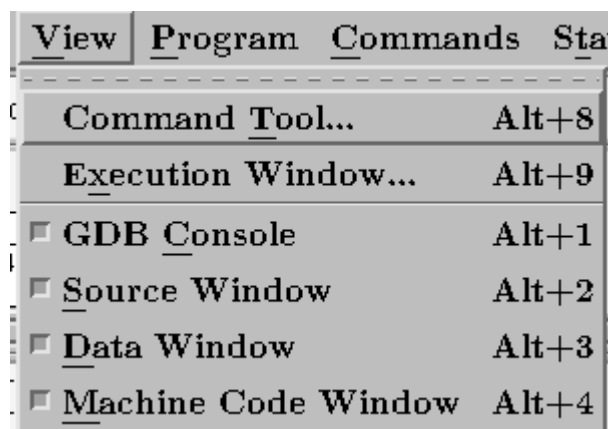 View Program Commands Sta
Command Tool... Alt+8
Execution Window... Alt+9
GDB Console Alt+1
Source Window Alt+2
Data Window Alt+3
Machine Code Window Alt+4